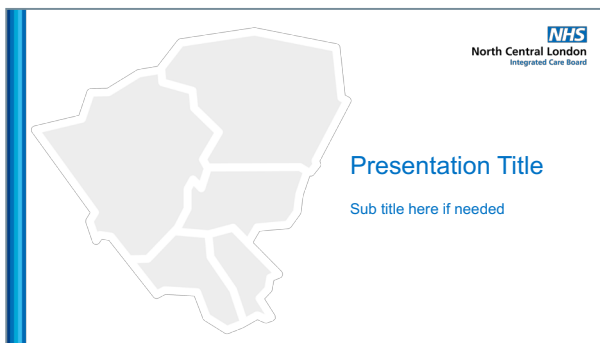 NHS
North Central London
Integrated Care Board
Presentation Title
Sub title here if needed